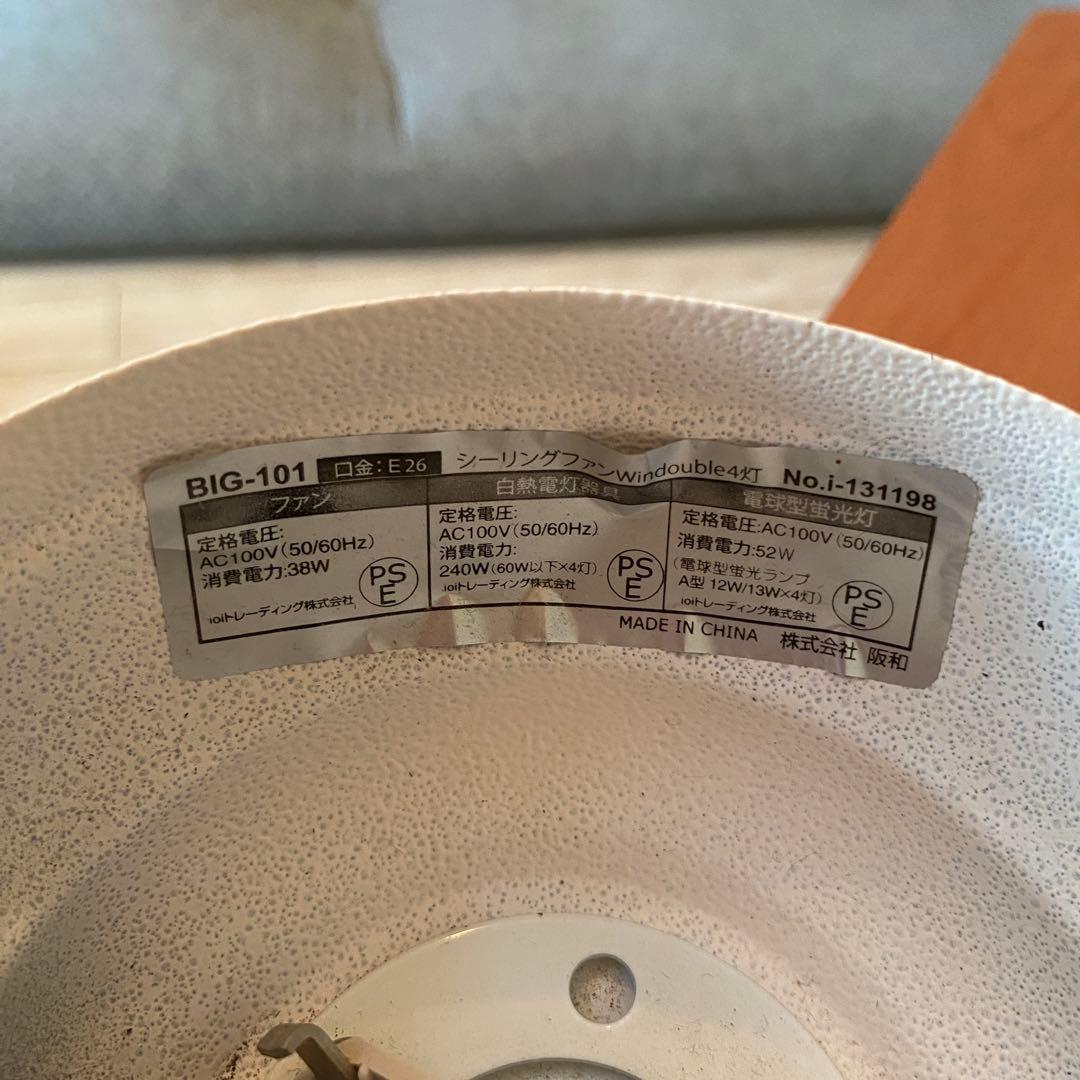 BIG-101 口金:E26 シーリングファンWindouble4灯 No.i-131198
ファン
定格電圧:
AC100V(50/60Hz)
消費電力:38W
ioiトレーディング株式会社
PSE
白熱電灯器具
定格電圧:
AC100V(50/60Hz)
消費電力:
240W(60W以下×4灯)
ioiトレーディング株式会社
PSE
電球型蛍光灯
定格電圧:AC100V(50/60Hz)
消費電力:52W
(電球型蛍光ランプ
A型 12W/13W×4灯)
ioiトレーディング株式会社
PSE
MADE IN CHINA 株式会社 阪和